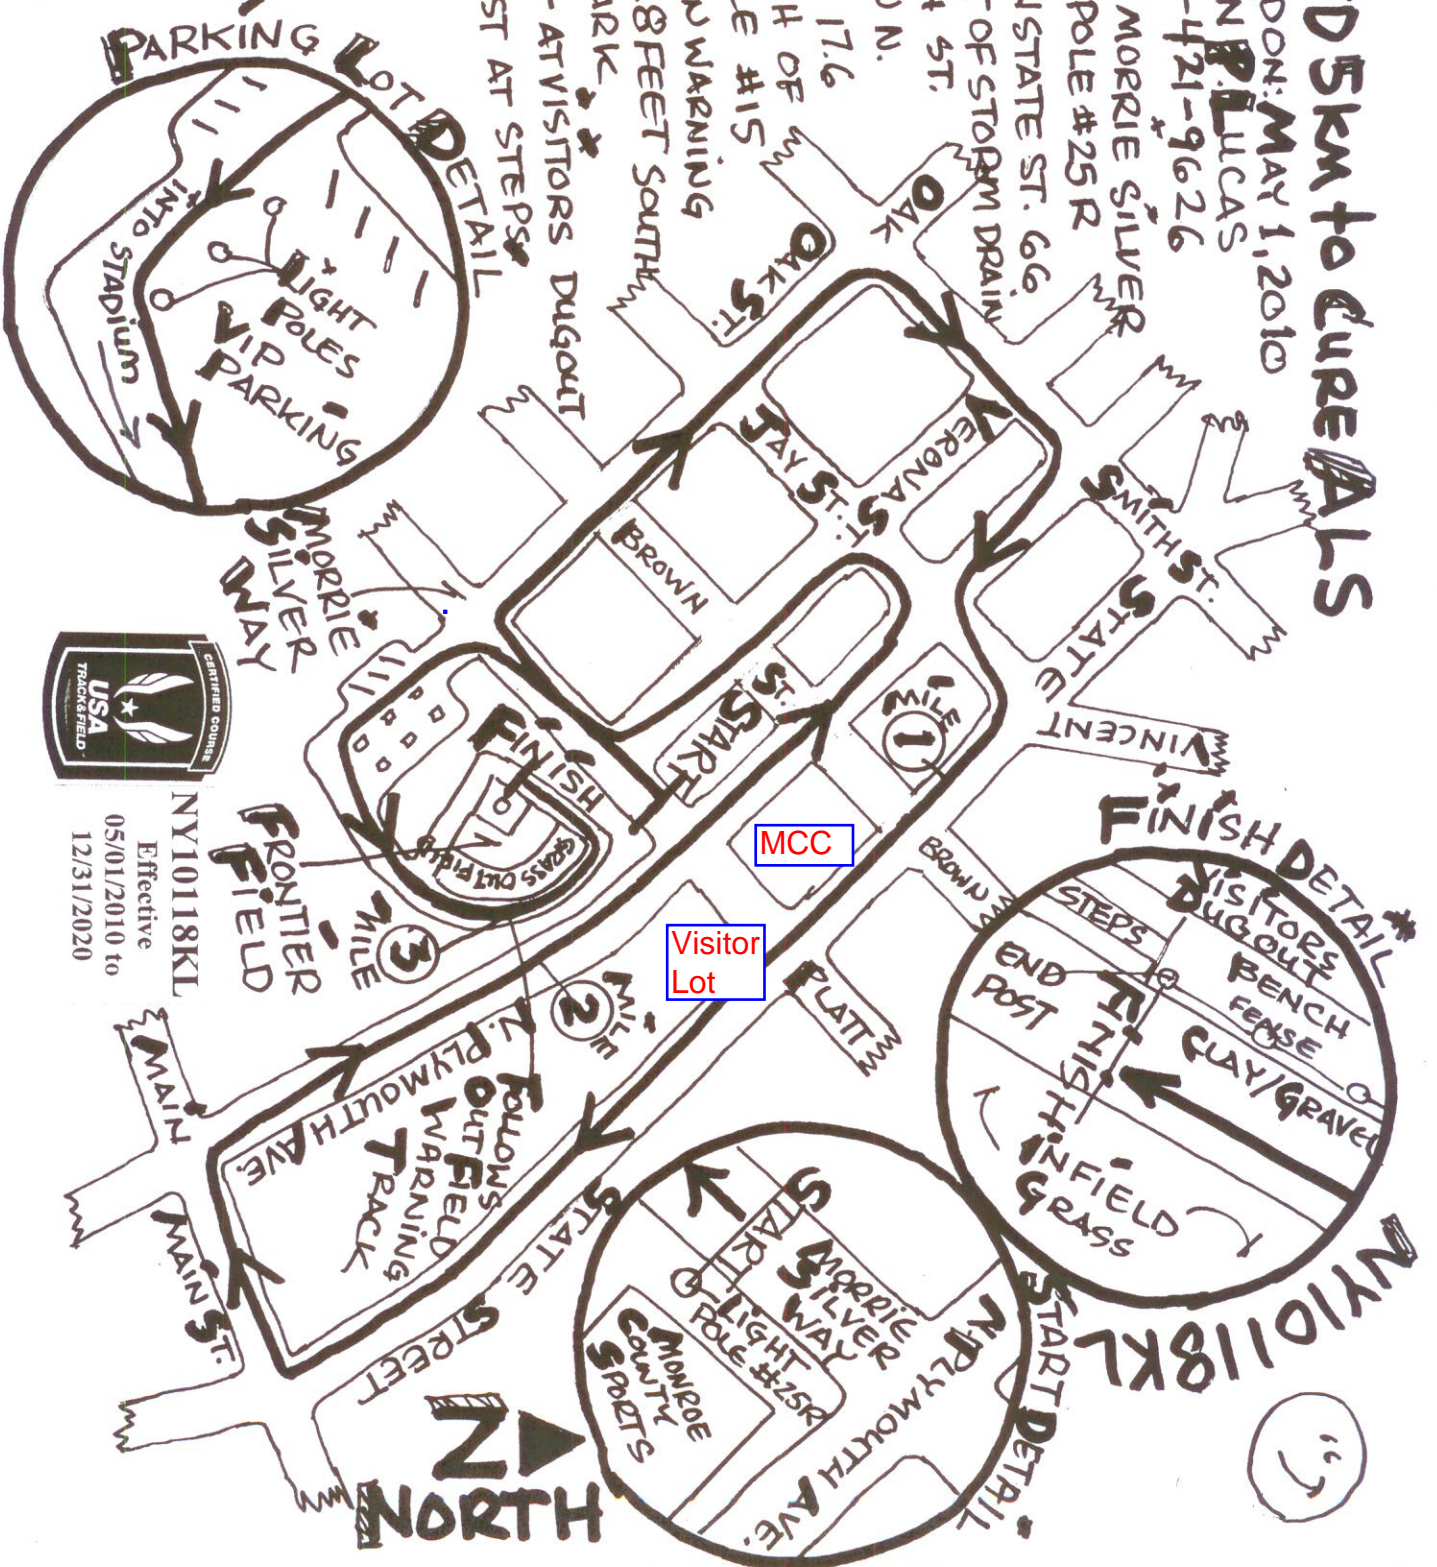 D 5KM to CURE ALS
DON: MAY 1, 2010
N P. LUCAS
-421-9626
MORRIE SILVER
POLE #25R
N STATE ST. 66
OF STORM DRAIN
H ST.
N.
17.6
H OF
LE #15
N WARNING
.8 FEET SOUTH
ARK
- AT VISITORS DUGOUT
ST AT STEPS
PARKING LOT DETAIL
INTO STADIUM
LIGHT
POLES
VIP
PARKING
OAK
OAK ST.
VERONA ST.
JAY ST.
BROWN
SMITH ST.
STATE
VINCENT
MORRIE
SILVER
WAY
START
ST.
MILE
1
FINISH
GRASS OUTFIELD
FRONTIER
FIELD
MILE
3
MCC
Visitor
Lot
BROWN
PLATT
MILE
2
N. PLYMOUTH AVE.
FOLLOWS
OUTFIELD
WARNING
TRACK
MAIN
MAIN ST.
STATE STREET
CERTIFIED COURSE
USA
TRACK & FIELD
NY10118KL
Effective
05/01/2010 to
12/31/2020
FINISH DETAIL
STEPS
VISITORS
DUGOUT
BENCH
FENSE
END
POST
CLAY/GRAVEL
FINISH
INFIELD
GRASS
NY10118KL
START DETAIL
START
MORRIE
SILVER
WAY
LIGHT
POLE #25R
MONROE
COUNTY
SPORTS
N. PLYMOUTH AVE.
N
NORTH